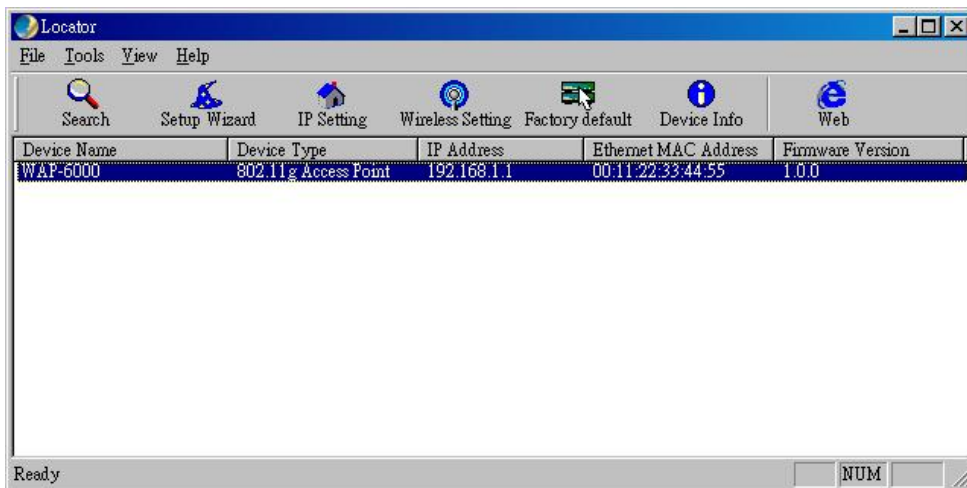 Locator
File Tools View Help
Search Setup Wizard IP Setting Wireless Setting Factory default Device Info Web
Device Name Device Type IP Address Ethernet MAC Address Firmware Version
WAP-6000 802.11g Access Point 192.168.1.1 00:11:22:33:44:55 1.0.0
Ready NUM